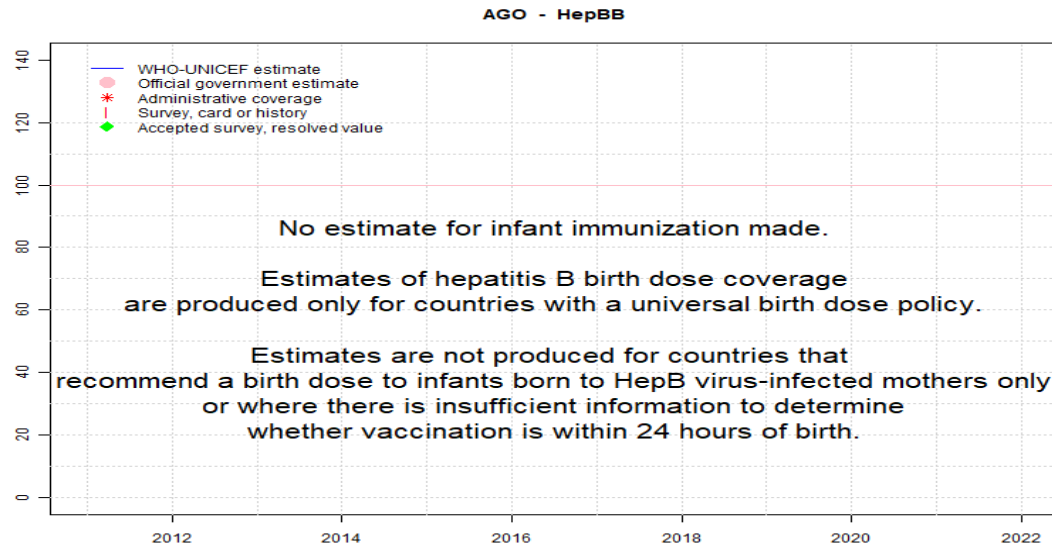 AGO - HepBB
140
120
100
80
60
40
20
0
WHO-UNICEF estimate
Official government estimate
Administrative coverage
Survey, card or history
Accepted survey, resolved value
No estimate for infant immunization made.
Estimates of hepatitis B birth dose coverage
are produced only for countries with a universal birth dose policy.
Estimates are not produced for countries that
recommend a birth dose to infants born to HepB virus-infected mothers only
or where there is insufficient information to determine
whether vaccination is within 24 hours of birth.
2012 2014 2016 2018 2020 2022